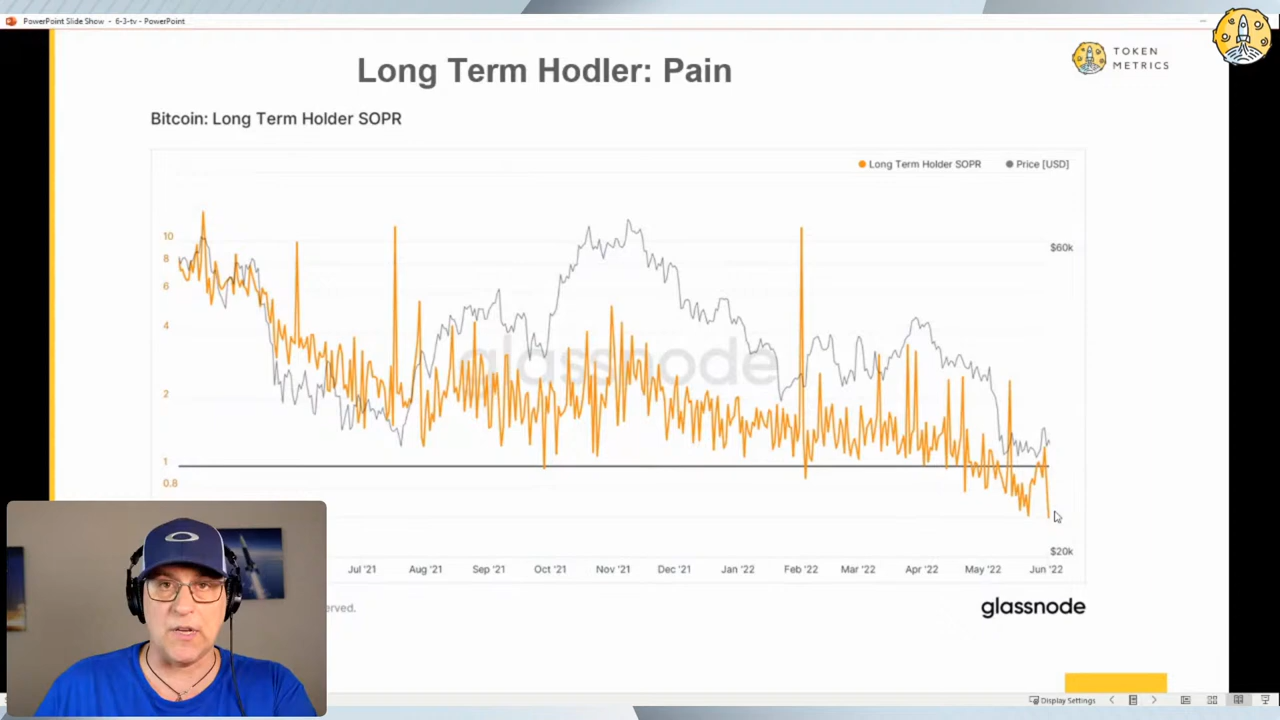 PowerPoint Slide Show - 6-3-tv - PowerPoint
Long Term Hodler: Pain
TOKEN
METRICS
Bitcoin: Long Term Holder SOPR
Long Term Holder SOPR
Price [USD]
10
8
6
4
2
1
0.8
$60k
$20k
glassnode
Jul '21
Aug '21
Sep '21
Oct '21
Nov '21
Dec '21
Jan '22
Feb '22
Mar '22
Apr '22
May '22
Jun '22
erved.
glassnode
Display Settings